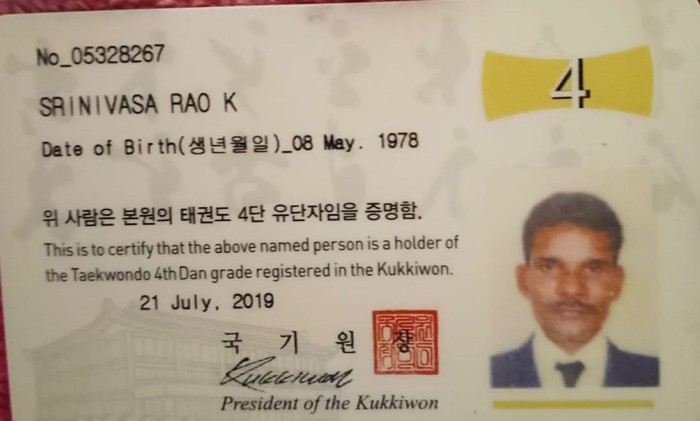 No_05328267
4
SRINIVASA RAO K
Date of Birth(생년월일)_08 May. 1978
위 사람은 본원의 태권도 4단 유단자임을 증명함.
This is to certify that the above named person is a holder of
the Taekwondo 4th Dan grade registered in the Kukkiwon.
21 July, 2019
국 기 원 장
Kukkiwon
President of the Kukkiwon